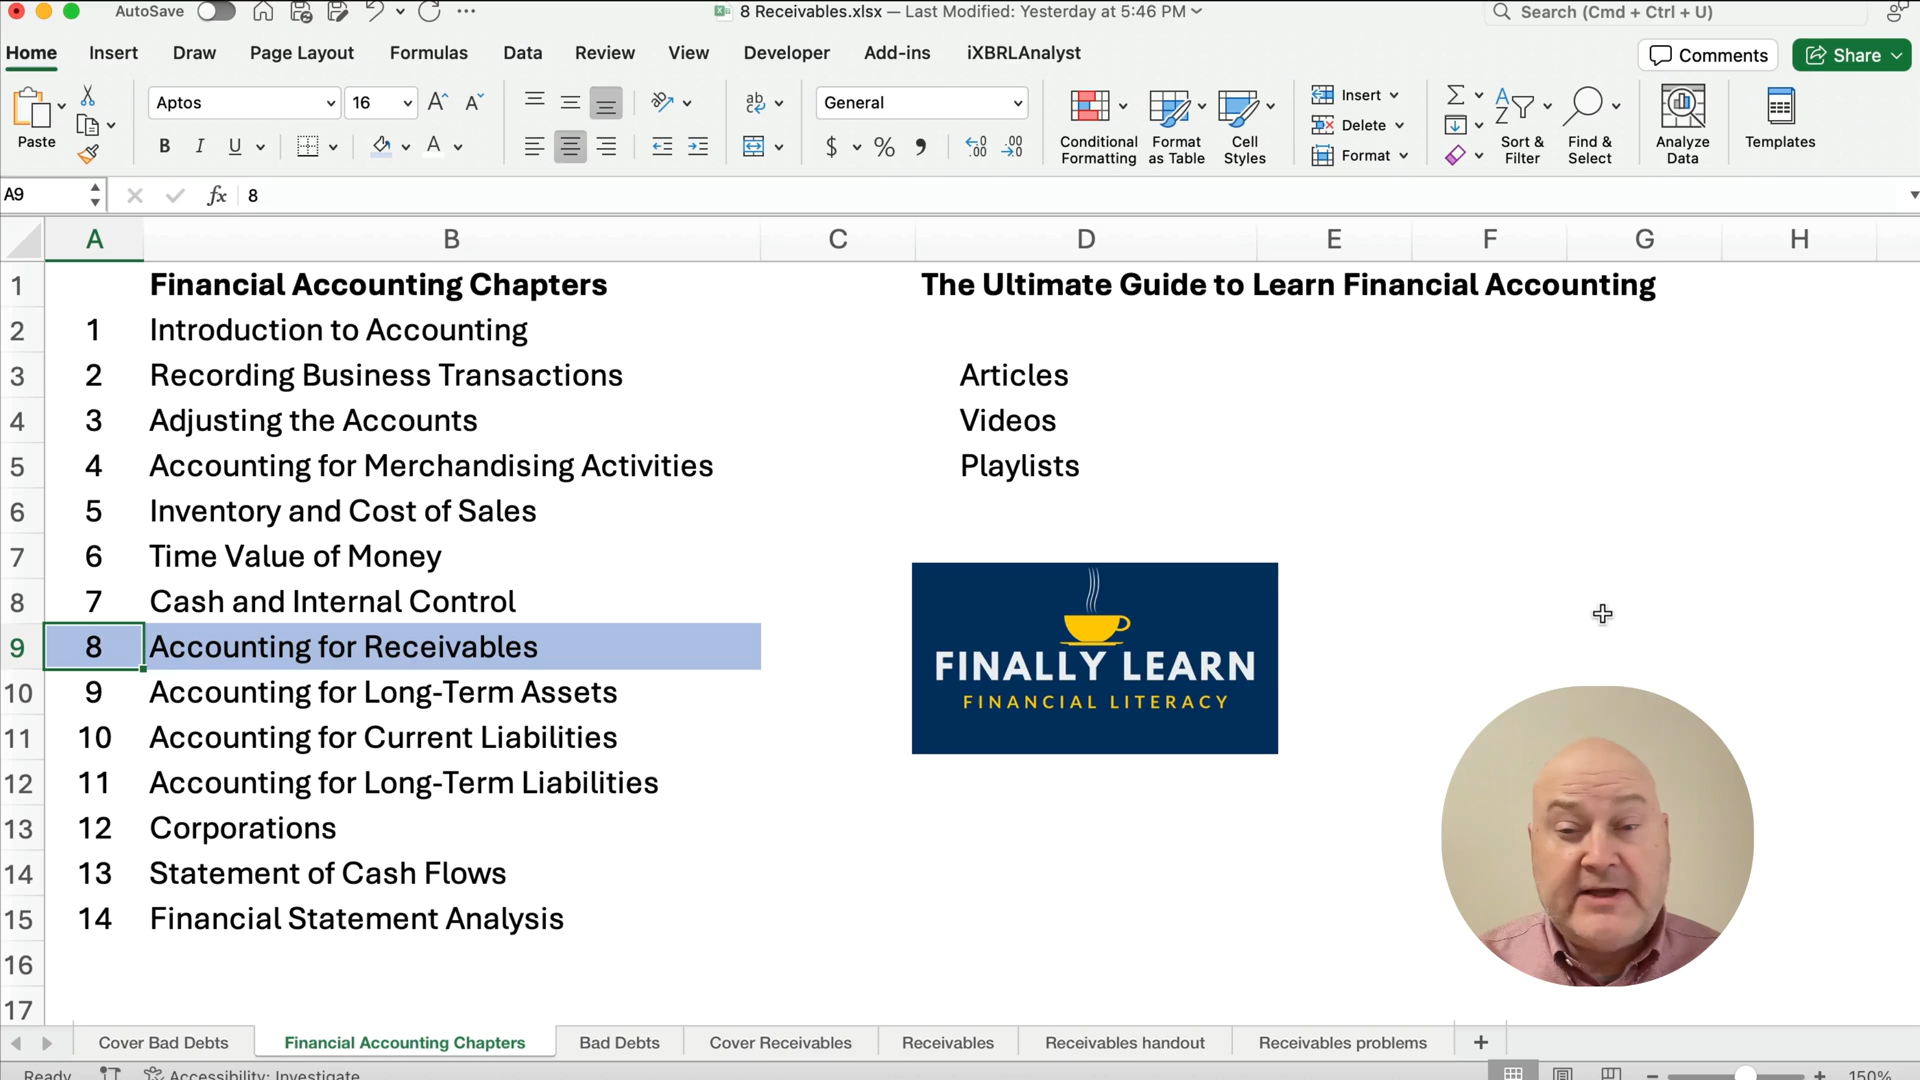 AutoSave
8 Receivables.xlsx — Last Modified: Yesterday at 5:46 PM
Search (Cmd + Ctrl + U)
Home Insert Draw Page Layout Formulas Data Review View Developer Add-ins iXBRLAnalyst
Comments Share
Paste
Aptos 16
B I U
A
ab
General
$ % 9
Conditional Formatting
Format as Table
Cell Styles
Insert
Delete
Format
Sort & Filter
Find & Select
Analyze Data
Templates
A9 fx 8
A B C D E F G H
1 Financial Accounting Chapters The Ultimate Guide to Learn Financial Accounting
2 1 Introduction to Accounting
3 2 Recording Business Transactions Articles
4 3 Adjusting the Accounts Videos
5 4 Accounting for Merchandising Activities Playlists
6 5 Inventory and Cost of Sales
7 6 Time Value of Money
8 7 Cash and Internal Control
9 8 Accounting for Receivables
10 9 Accounting for Long-Term Assets
11 10 Accounting for Current Liabilities
12 11 Accounting for Long-Term Liabilities
13 12 Corporations
14 13 Statement of Cash Flows
15 14 Financial Statement Analysis
16
17
FINALLY LEARN
FINANCIAL LITERACY
Cover Bad Debts Financial Accounting Chapters Bad Debts Cover Receivables Receivables Receivables handout Receivables problems +
Ready Accessibility: Investigate 150%